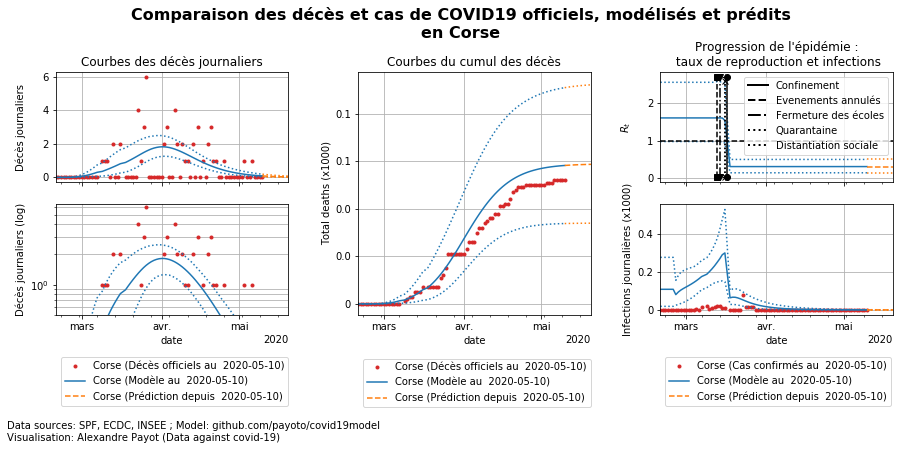 Comparaison des décès et cas de COVID19 officiels, modélisés et prédits
en Corse
Courbes des décès journaliers
Décès journaliers
6
4
2
0
Décès journaliers (log)
10⁰
mars
avr.
mai
date
2020
Corse (Décès officiels au 2020-05-10)
Corse (Modèle au 2020-05-10)
Corse (Prédiction depuis 2020-05-10)
Courbes du cumul des décès
Total deaths (x1000)
0.1
0.1
0.0
0.0
0
mars
avr.
mai
date
2020
Corse (Décès officiels au 2020-05-10)
Corse (Modèle au 2020-05-10)
Corse (Prédiction depuis 2020-05-10)
Progression de l'épidémie :
taux de reproduction et infections
Rt
2
1
0
Confinement
Evenements annulés
Fermeture des écoles
Quarantaine
Distantiation sociale
Infections journalières (x1000)
0.4
0.2
0
mars
avr.
mai
date
2020
Corse (Cas confirmés au 2020-05-10)
Corse (Modèle au 2020-05-10)
Corse (Prédiction depuis 2020-05-10)
Data sources: SPF, ECDC, INSEE ; Model: github.com/payoto/covid19model
Visualisation: Alexandre Payot (Data against covid-19)